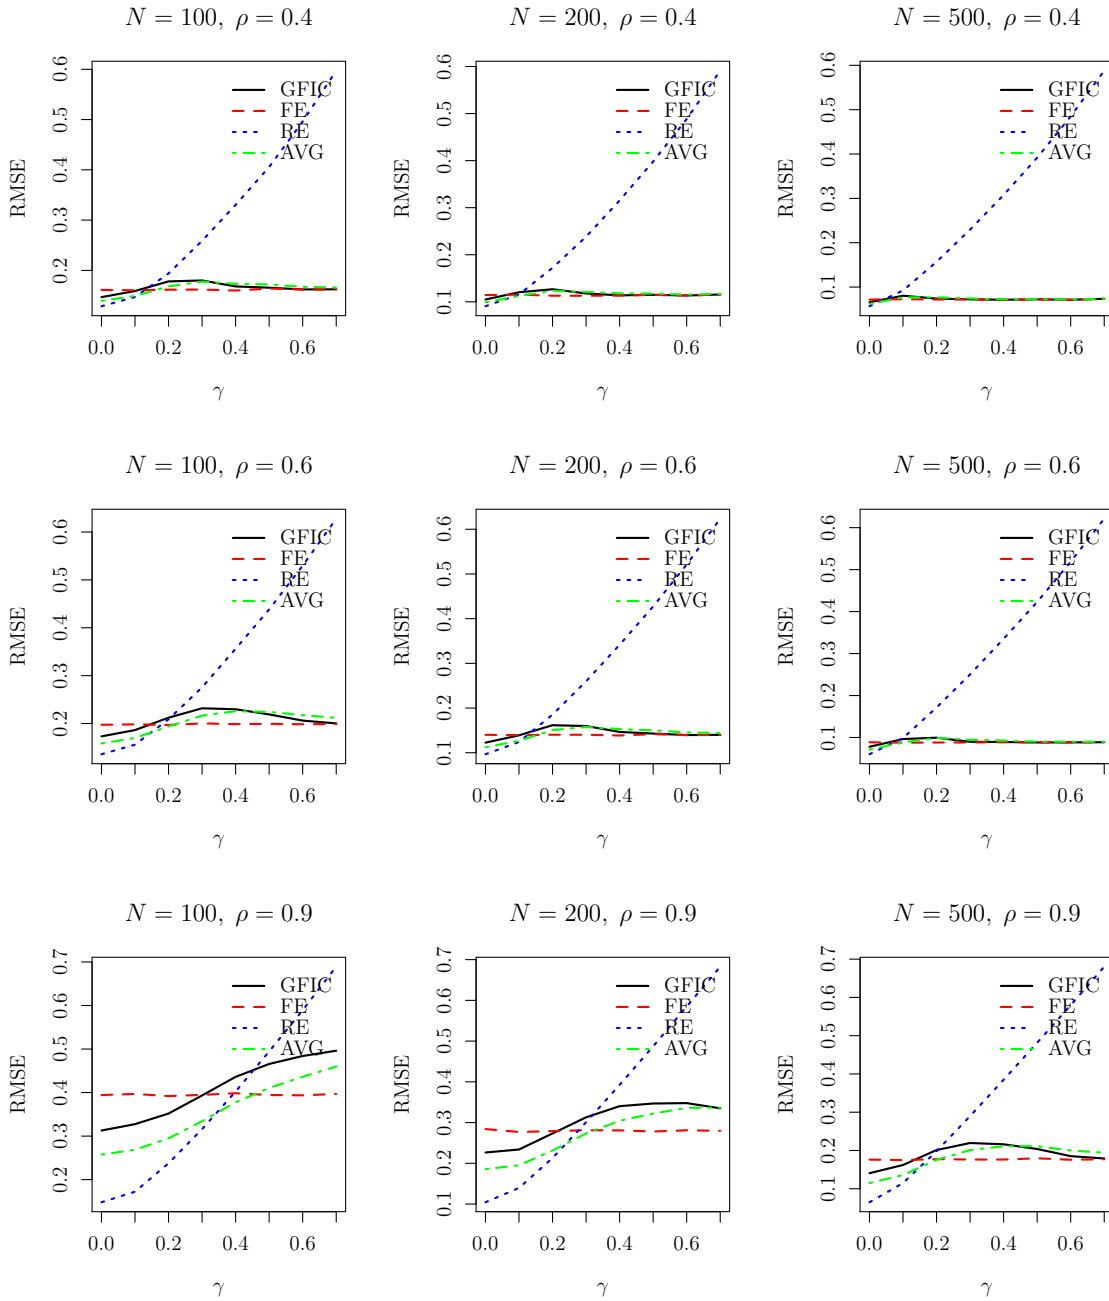 N = 100, ρ = 0.4
RMSE
0.2 0.3 0.4 0.5 0.6
GFIC
FE
RE
AVG
0.0 0.2 0.4 0.6
γ
N = 200, ρ = 0.4
RMSE
0.1 0.2 0.3 0.4 0.5 0.6
GFIC
FE
RE
AVG
0.0 0.2 0.4 0.6
γ
N = 500, ρ = 0.4
RMSE
0.1 0.2 0.3 0.4 0.5 0.6
GFIC
FE
RE
AVG
0.0 0.2 0.4 0.6
γ
N = 100, ρ = 0.6
RMSE
0.2 0.3 0.4 0.5 0.6
GFIC
FE
RE
AVG
0.0 0.2 0.4 0.6
γ
N = 200, ρ = 0.6
RMSE
0.1 0.2 0.3 0.4 0.5 0.6
GFIC
FE
RE
AVG
0.0 0.2 0.4 0.6
γ
N = 500, ρ = 0.6
RMSE
0.1 0.2 0.3 0.4 0.5 0.6
GFIC
FE
RE
AVG
0.0 0.2 0.4 0.6
γ
N = 100, ρ = 0.9
RMSE
0.2 0.3 0.4 0.5 0.6 0.7
GFIC
FE
RE
AVG
0.0 0.2 0.4 0.6
γ
N = 200, ρ = 0.9
RMSE
0.1 0.2 0.3 0.4 0.5 0.6 0.7
GFIC
FE
RE
AVG
0.0 0.2 0.4 0.6
γ
N = 500, ρ = 0.9
RMSE
0.1 0.2 0.3 0.4 0.5 0.6 0.7
GFIC
FE
RE
AVG
0.0 0.2 0.4 0.6
γ